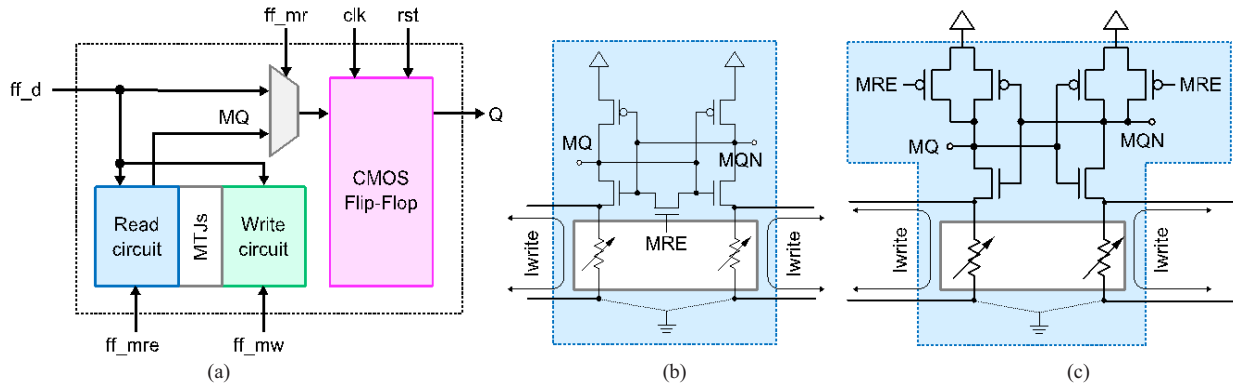 ff_mr
clk
rst
ff_d
MQ
Q
CMOS
Flip-Flop
Read
circuit
MTJs
Write
circuit
ff_mre
ff_mw
(a)
MQ
MQN
MRE
Iwrite
Iwrite
(b)
MRE
MRE
MQ
MQN
Iwrite
Iwrite
(c)